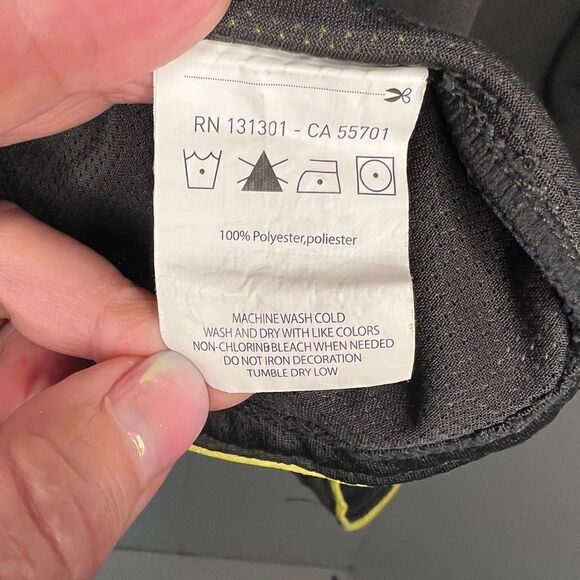 RN 131301 - CA 55701
100% Polyester,poliester
MACHINE WASH COLD
WASH AND DRY WITH LIKE COLORS
NON-CHLORINE BLEACH WHEN NEEDED
DO NOT IRON DECORATION
TUMBLE DRY LOW